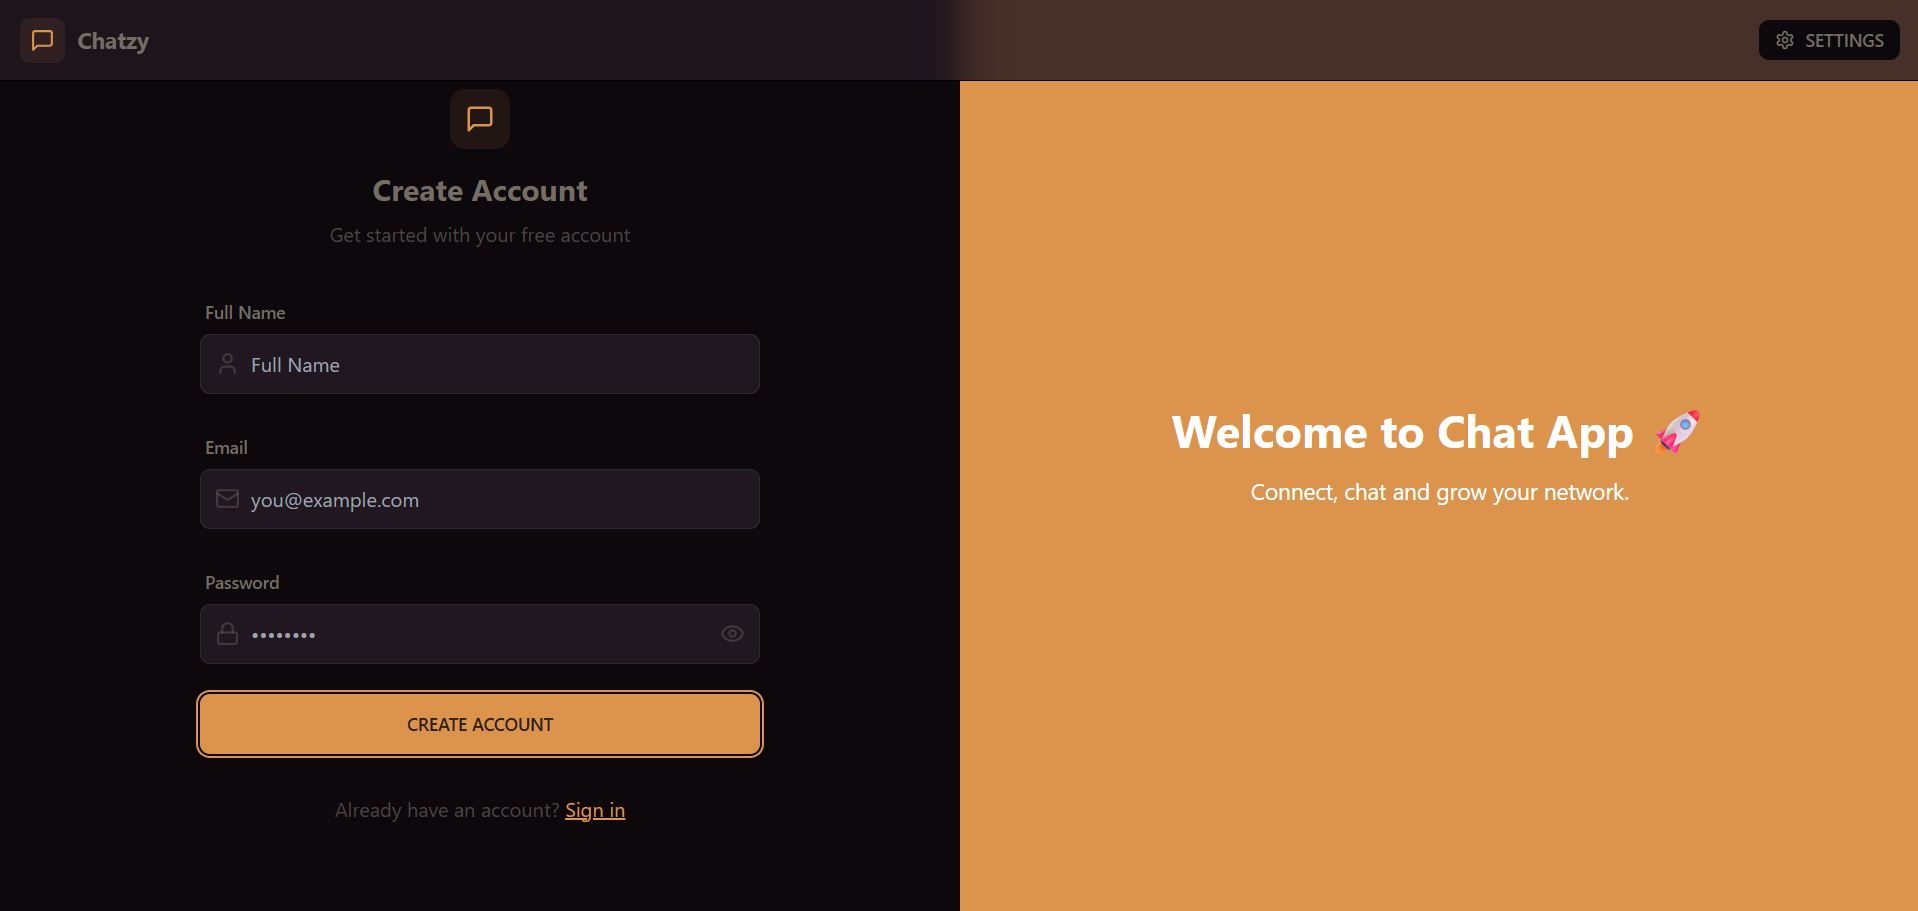 Chatzy
SETTINGS
Create Account
Get started with your free account
Full Name
Full Name
Email
you@example.com
Password
••••••••
CREATE ACCOUNT
Already have an account? Sign in
Welcome to Chat App 🚀
Connect, chat and grow your network.